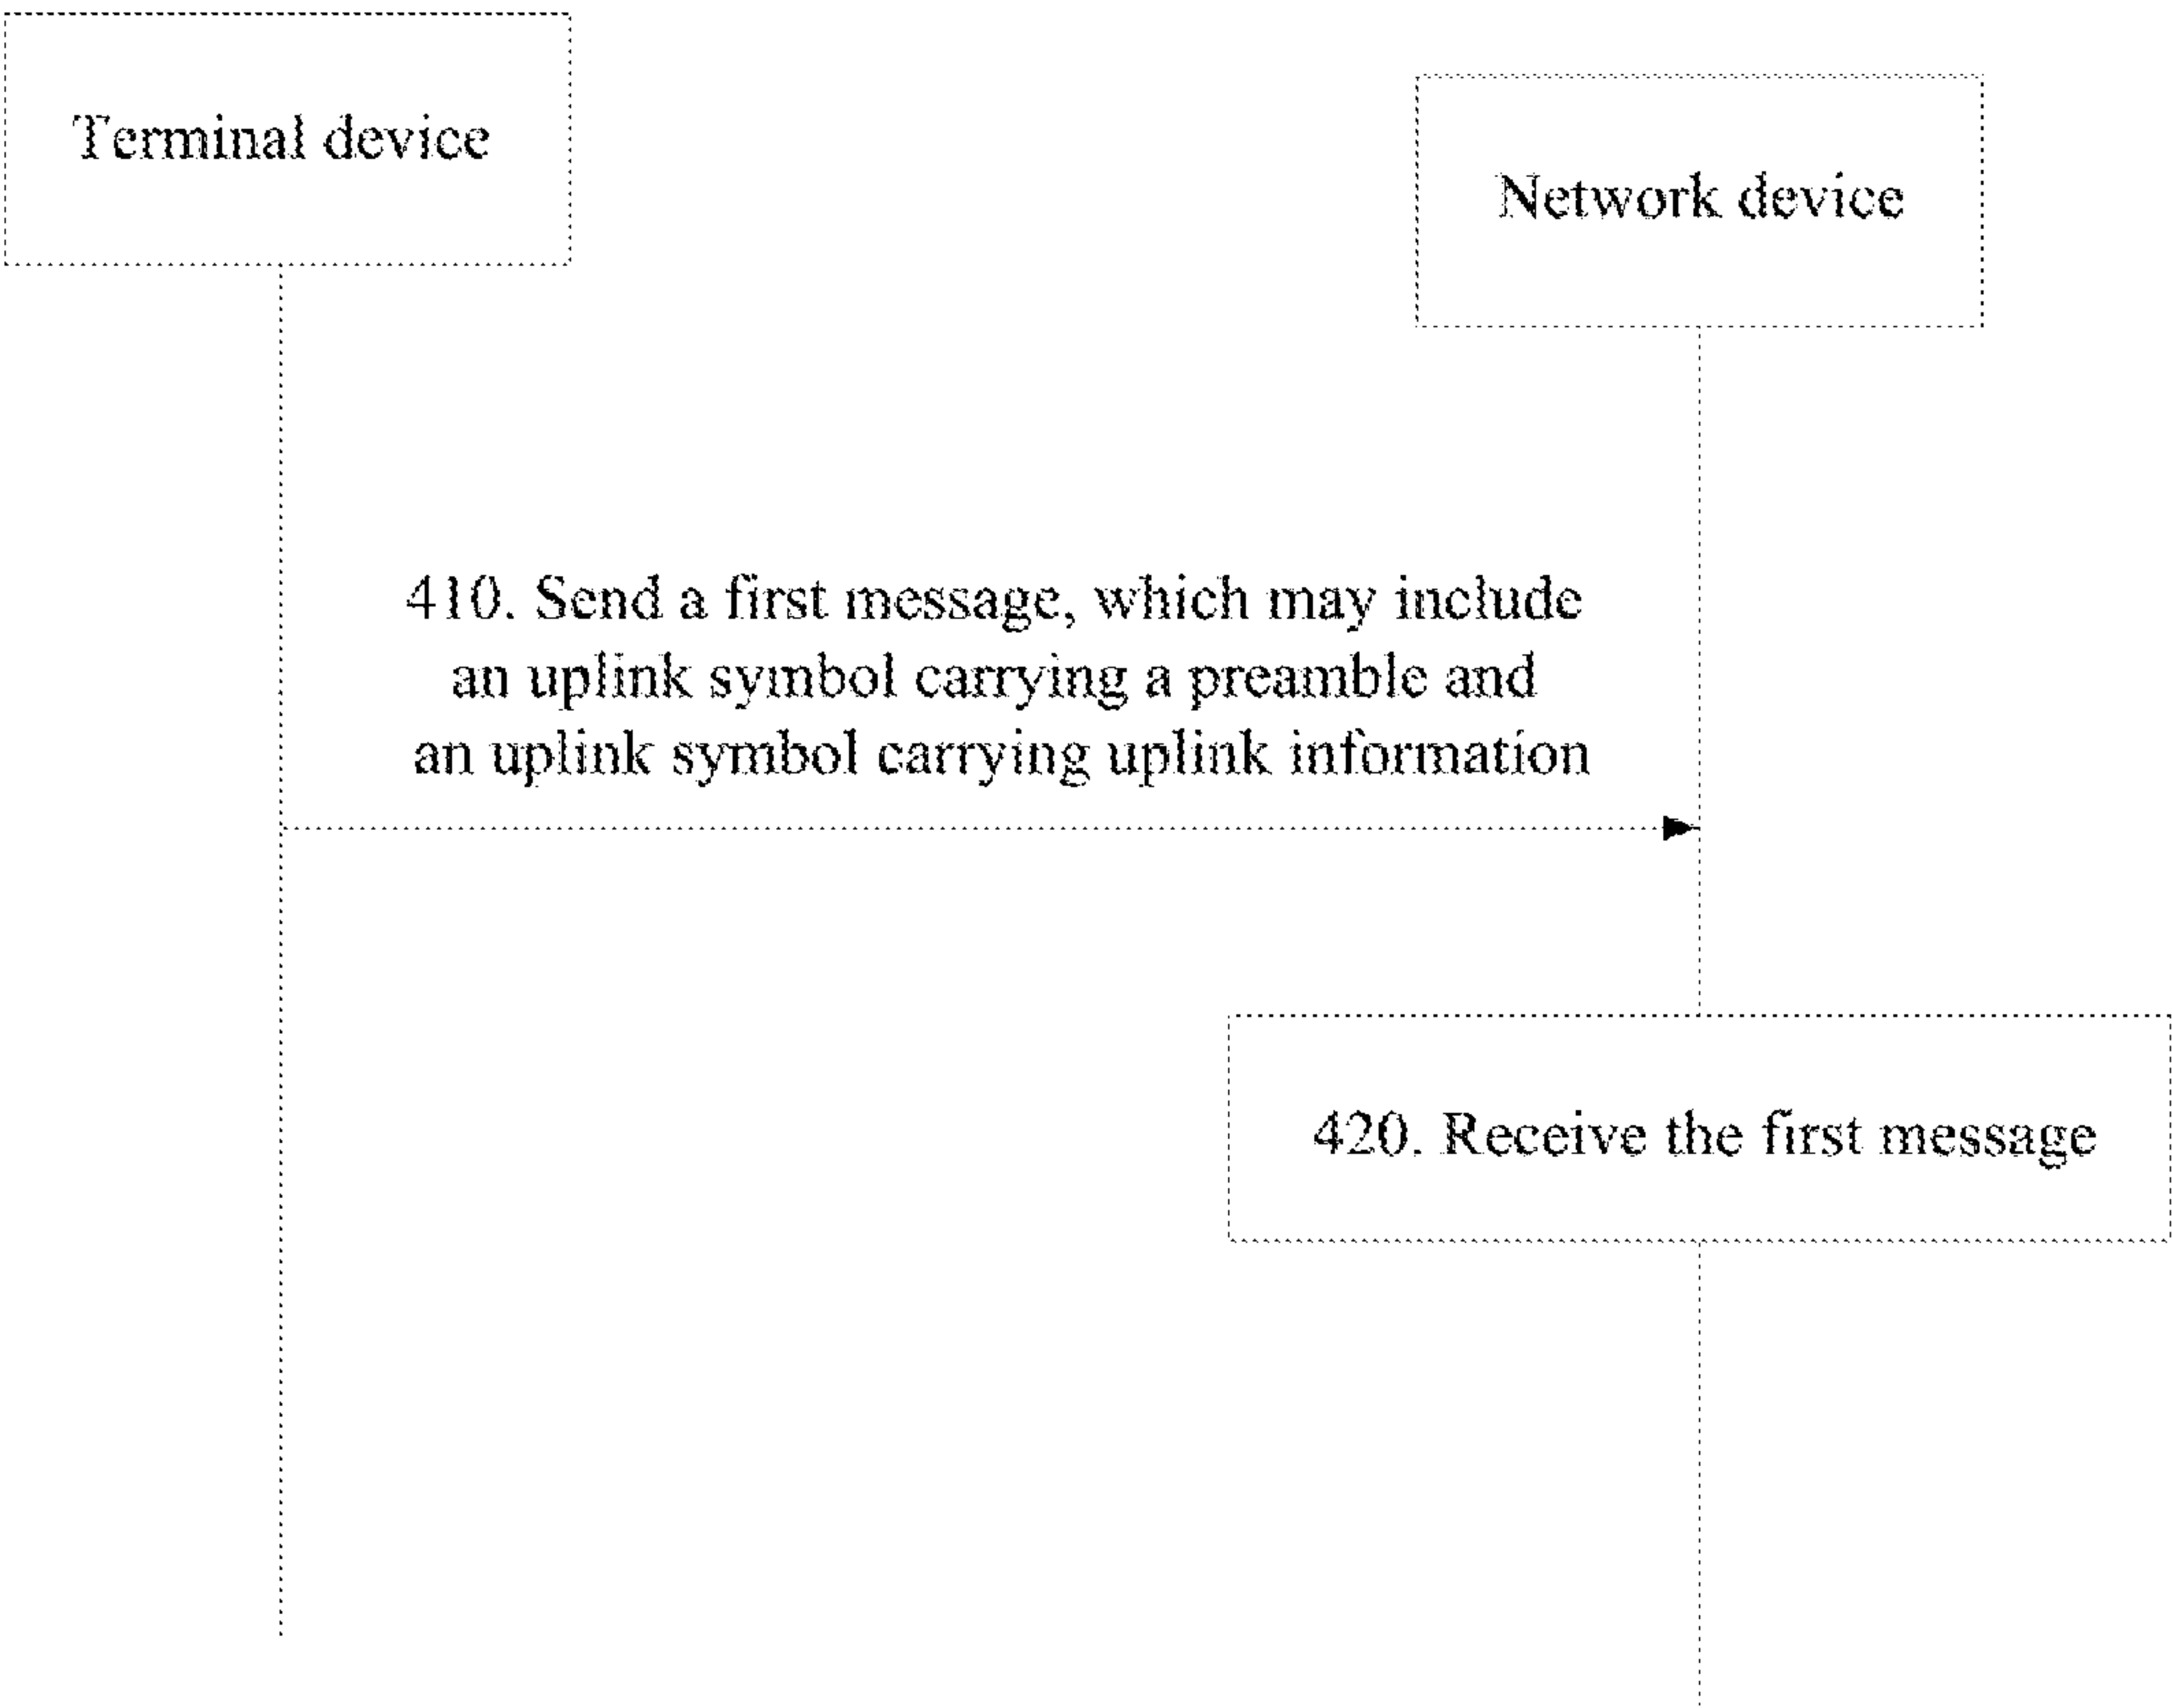 Terminal device
Network device
410. Send a first message, which may include
an uplink symbol carrying a preamble and
an uplink symbol carrying uplink information
420. Receive the first message